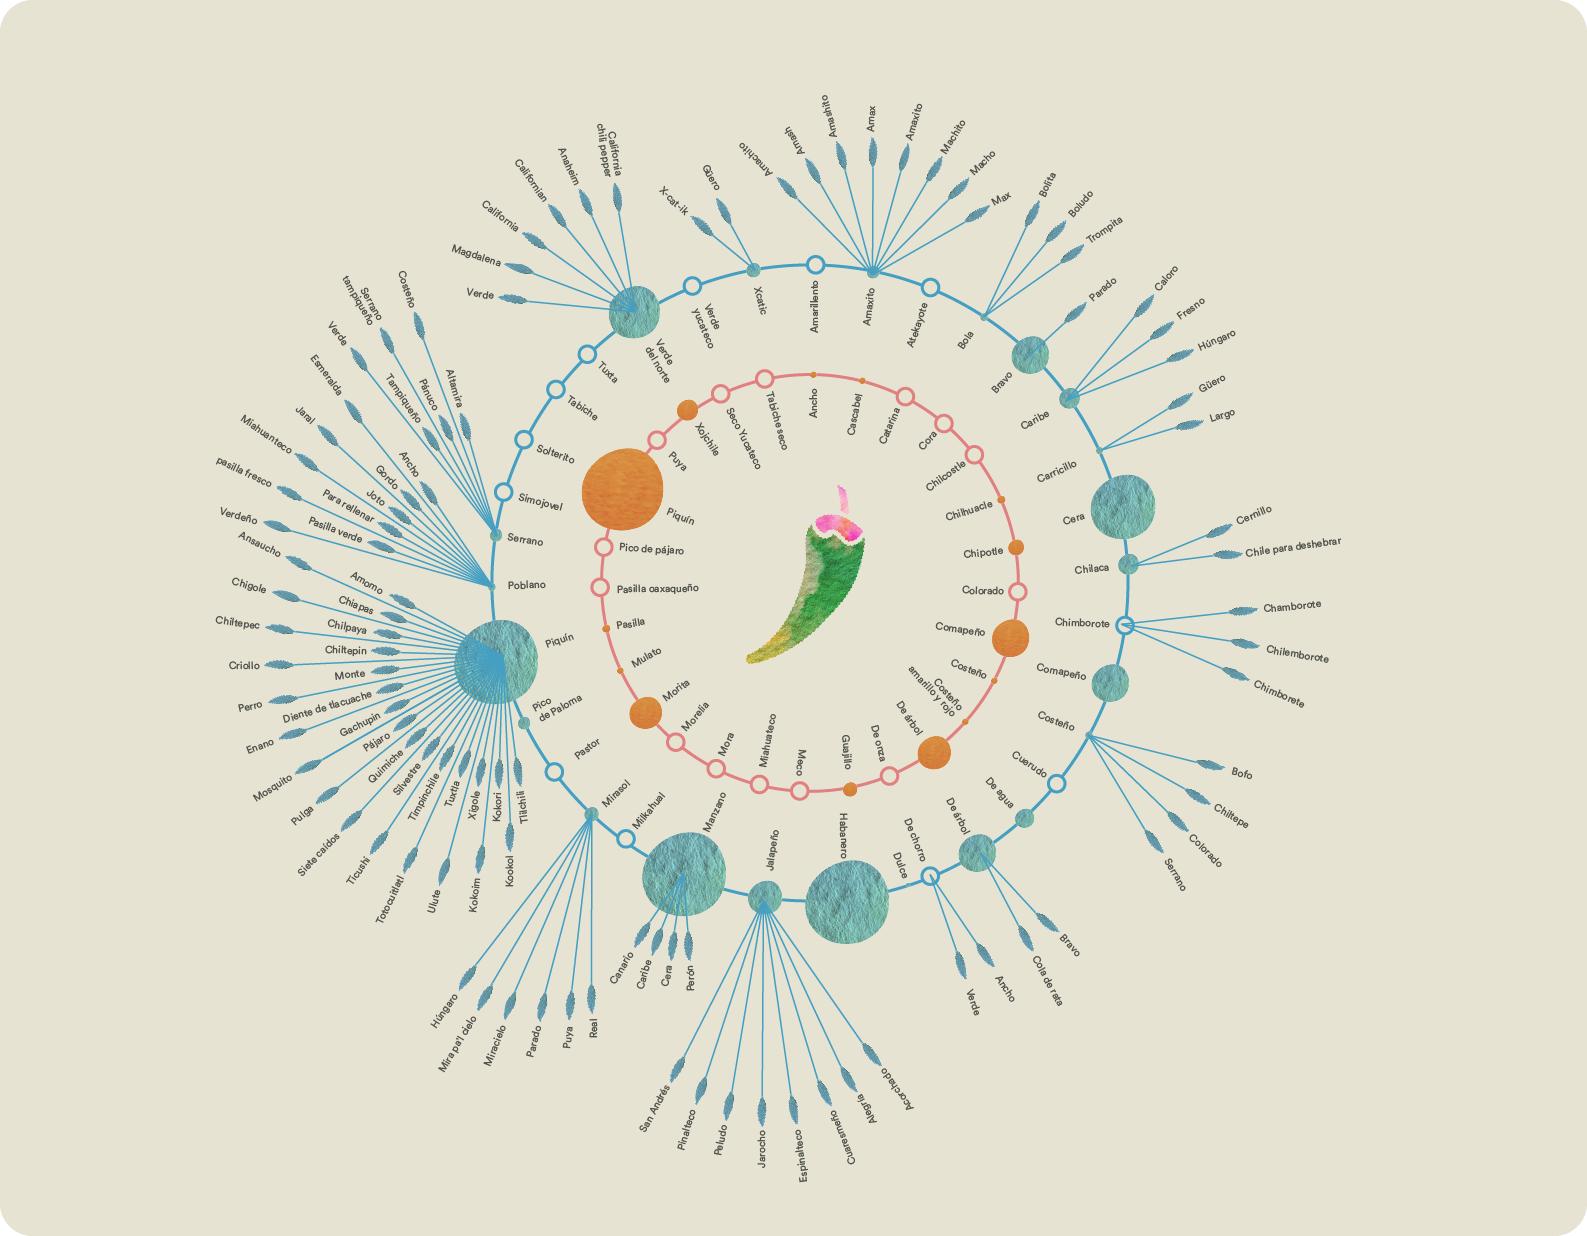 Amarillento
Amaxito
Amachito
Amash
Amashito
Amax
Amaxito
Machito
Macho
Max
Atekayote
Bola
Bolita
Boludo
Trompita
Bravo
Parado
Caribe
Caloro
Fresno
Húngaro
Carricillo
Güero
Largo
Cera
Chilaca
Cernillo
Chile para deshebrar
Chimborote
Chamborote
Chilemborote
Chimborete
Comapeño
Costeño
Bofo
Chiltepe
Colorado
Serrano
Cuerudo
De agua
De árbol
Bravo
Cola de rata
De chorro
Ancho
Verde
Dulce
Habanero
Jalapeño
Acorchado
Alegría
Cuaresmeño
Espinalteco
Jarocho
Peludo
Pinalteco
San Andrés
Manzano
Perón
Cera
Caribe
Canario
Milkahual
Mirasol
Real
Puya
Parado
Miracielo
Mira pa'l cielo
Húngaro
Pastor
Pico
de Paloma
Piquín
Tlilchili
Kookol
Kokori
Kokoim
Xigole
Ulute
Tuxtla
Totocuitlatl
Timpinchile
Ticushi
Silvestre
Siete caldos
Quimiche
Pulga
Pájaro
Mosquito
Gachupin
Enano
Diente de tlacuache
Perro
Monte
Criollo
Chiltepin
Chilpaya
Chiltepec
Chiapas
Chigole
Amomo
Ansaucho
Poblano
Verdeño
Pasilla verde
pasilla fresco
Para rellenar
Miahuanteco
Joto
Jaral
Gordo
Esmeralda
Ancho
Serrano
Verde
Tampiqueño
Serrano
tampiqueño
Pánuco
Costeño
Altamira
Simojovel
Solterito
Tabiche
Tuxta
Verde
del norte
Verde
Magdalena
California
Californian
Anaheim
California
chili pepper
Verde
yucateco
Xcatic
X-cat-ik
Güero
Ancho
Cascabel
Catarina
Cora
Chilcostle
Chilhuacle
Chipotle
Colorado
Comapeño
Costeño
Costeño
amarillo y rojo
De árbol
De onza
Guajillo
Meco
Miahuateco
Mora
Morelia
Morita
Mulato
Pasilla
Pasilla oaxaqueño
Pico de pájaro
Piquín
Puya
Xojchile
Seco Yucateco
Tabiche seco